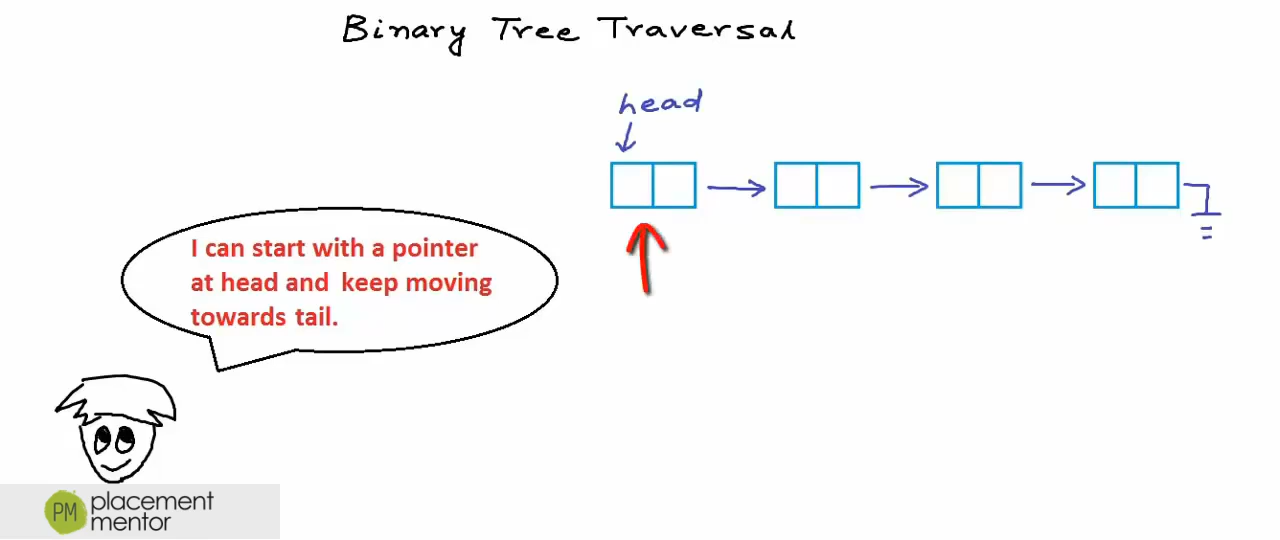 Binary Tree Traversal
head
I can start with a pointer
at head and keep moving
towards tail.
PM
placement
mentor